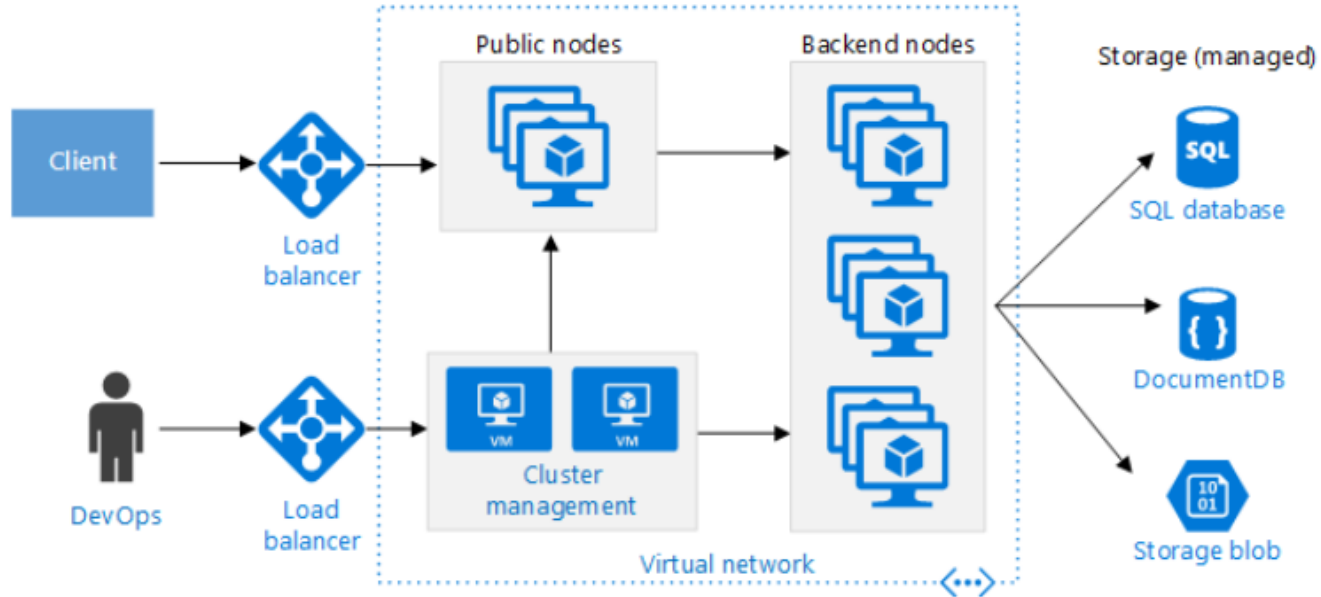 Public nodes
Backend nodes
Storage (managed)
Client
Load
balancer
SQL
SQL database
{ }
DocumentDB
VM
VM
Cluster
management
DevOps
Load
balancer
10
01
Storage blob
Virtual network